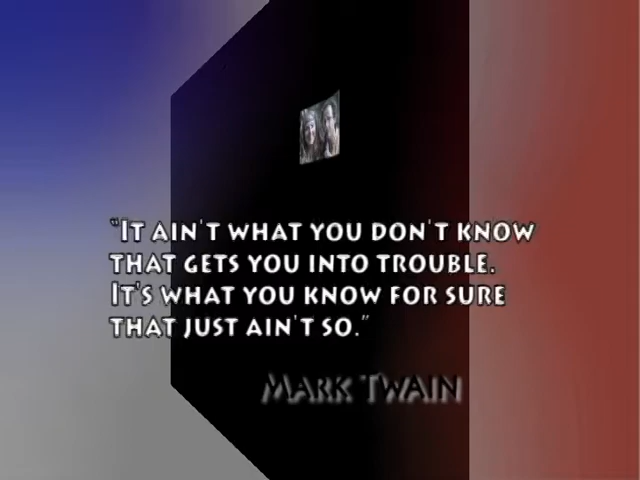 "It ain't what you don't know
that gets you into trouble.
It's what you know for sure
that just ain't so."
Mark Twain